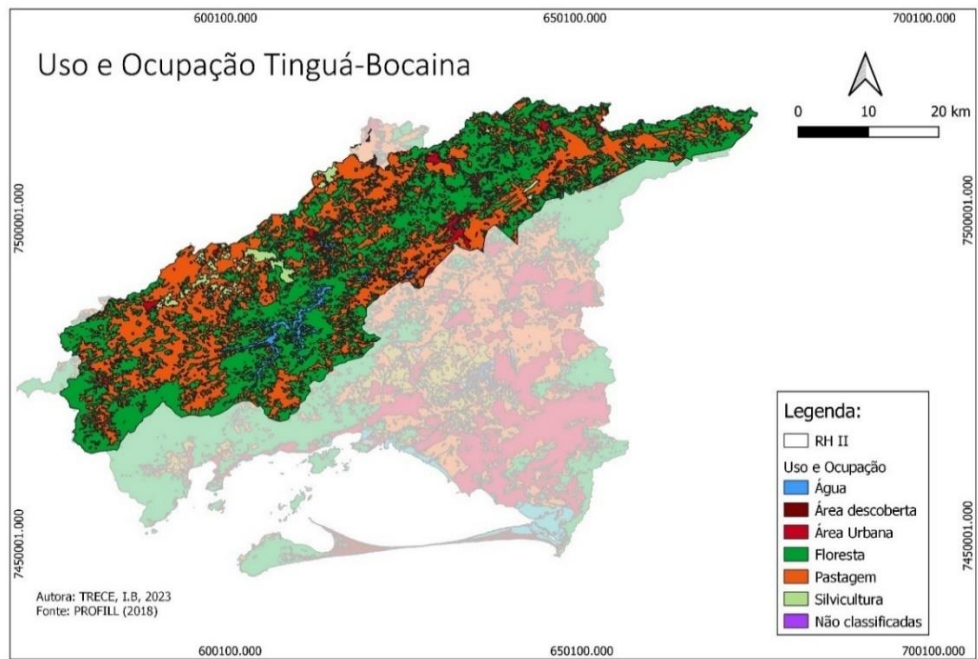 600100.000 650100.000 700100.000
Uso e Ocupação Tinguá-Bocaina
0 10 20 km
7500001.000 7500001.000
7450001.000 7450001.000
Legenda:
RH II
Uso e Ocupação
Água
Área descoberta
Área Urbana
Floresta
Pastagem
Silvicultura
Não classificadas
Autora: TRECE, I.B, 2023
Fonte: PROFILL (2018)
600100.000 650100.000 700100.000